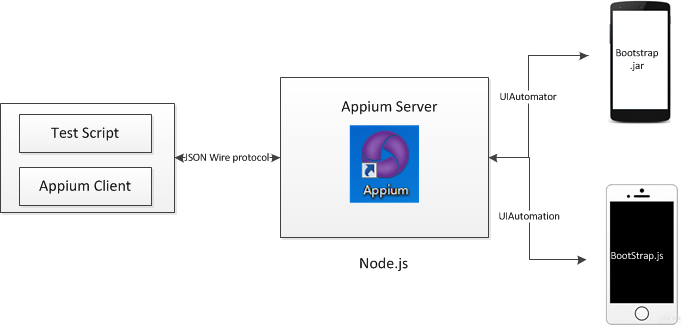 Test Script
Appium Client
JSON Wire protocol
Appium Server
Appium
Node.js
UIAutomator
Bootstrap
.jar
UIAutomation
BootStrap.js